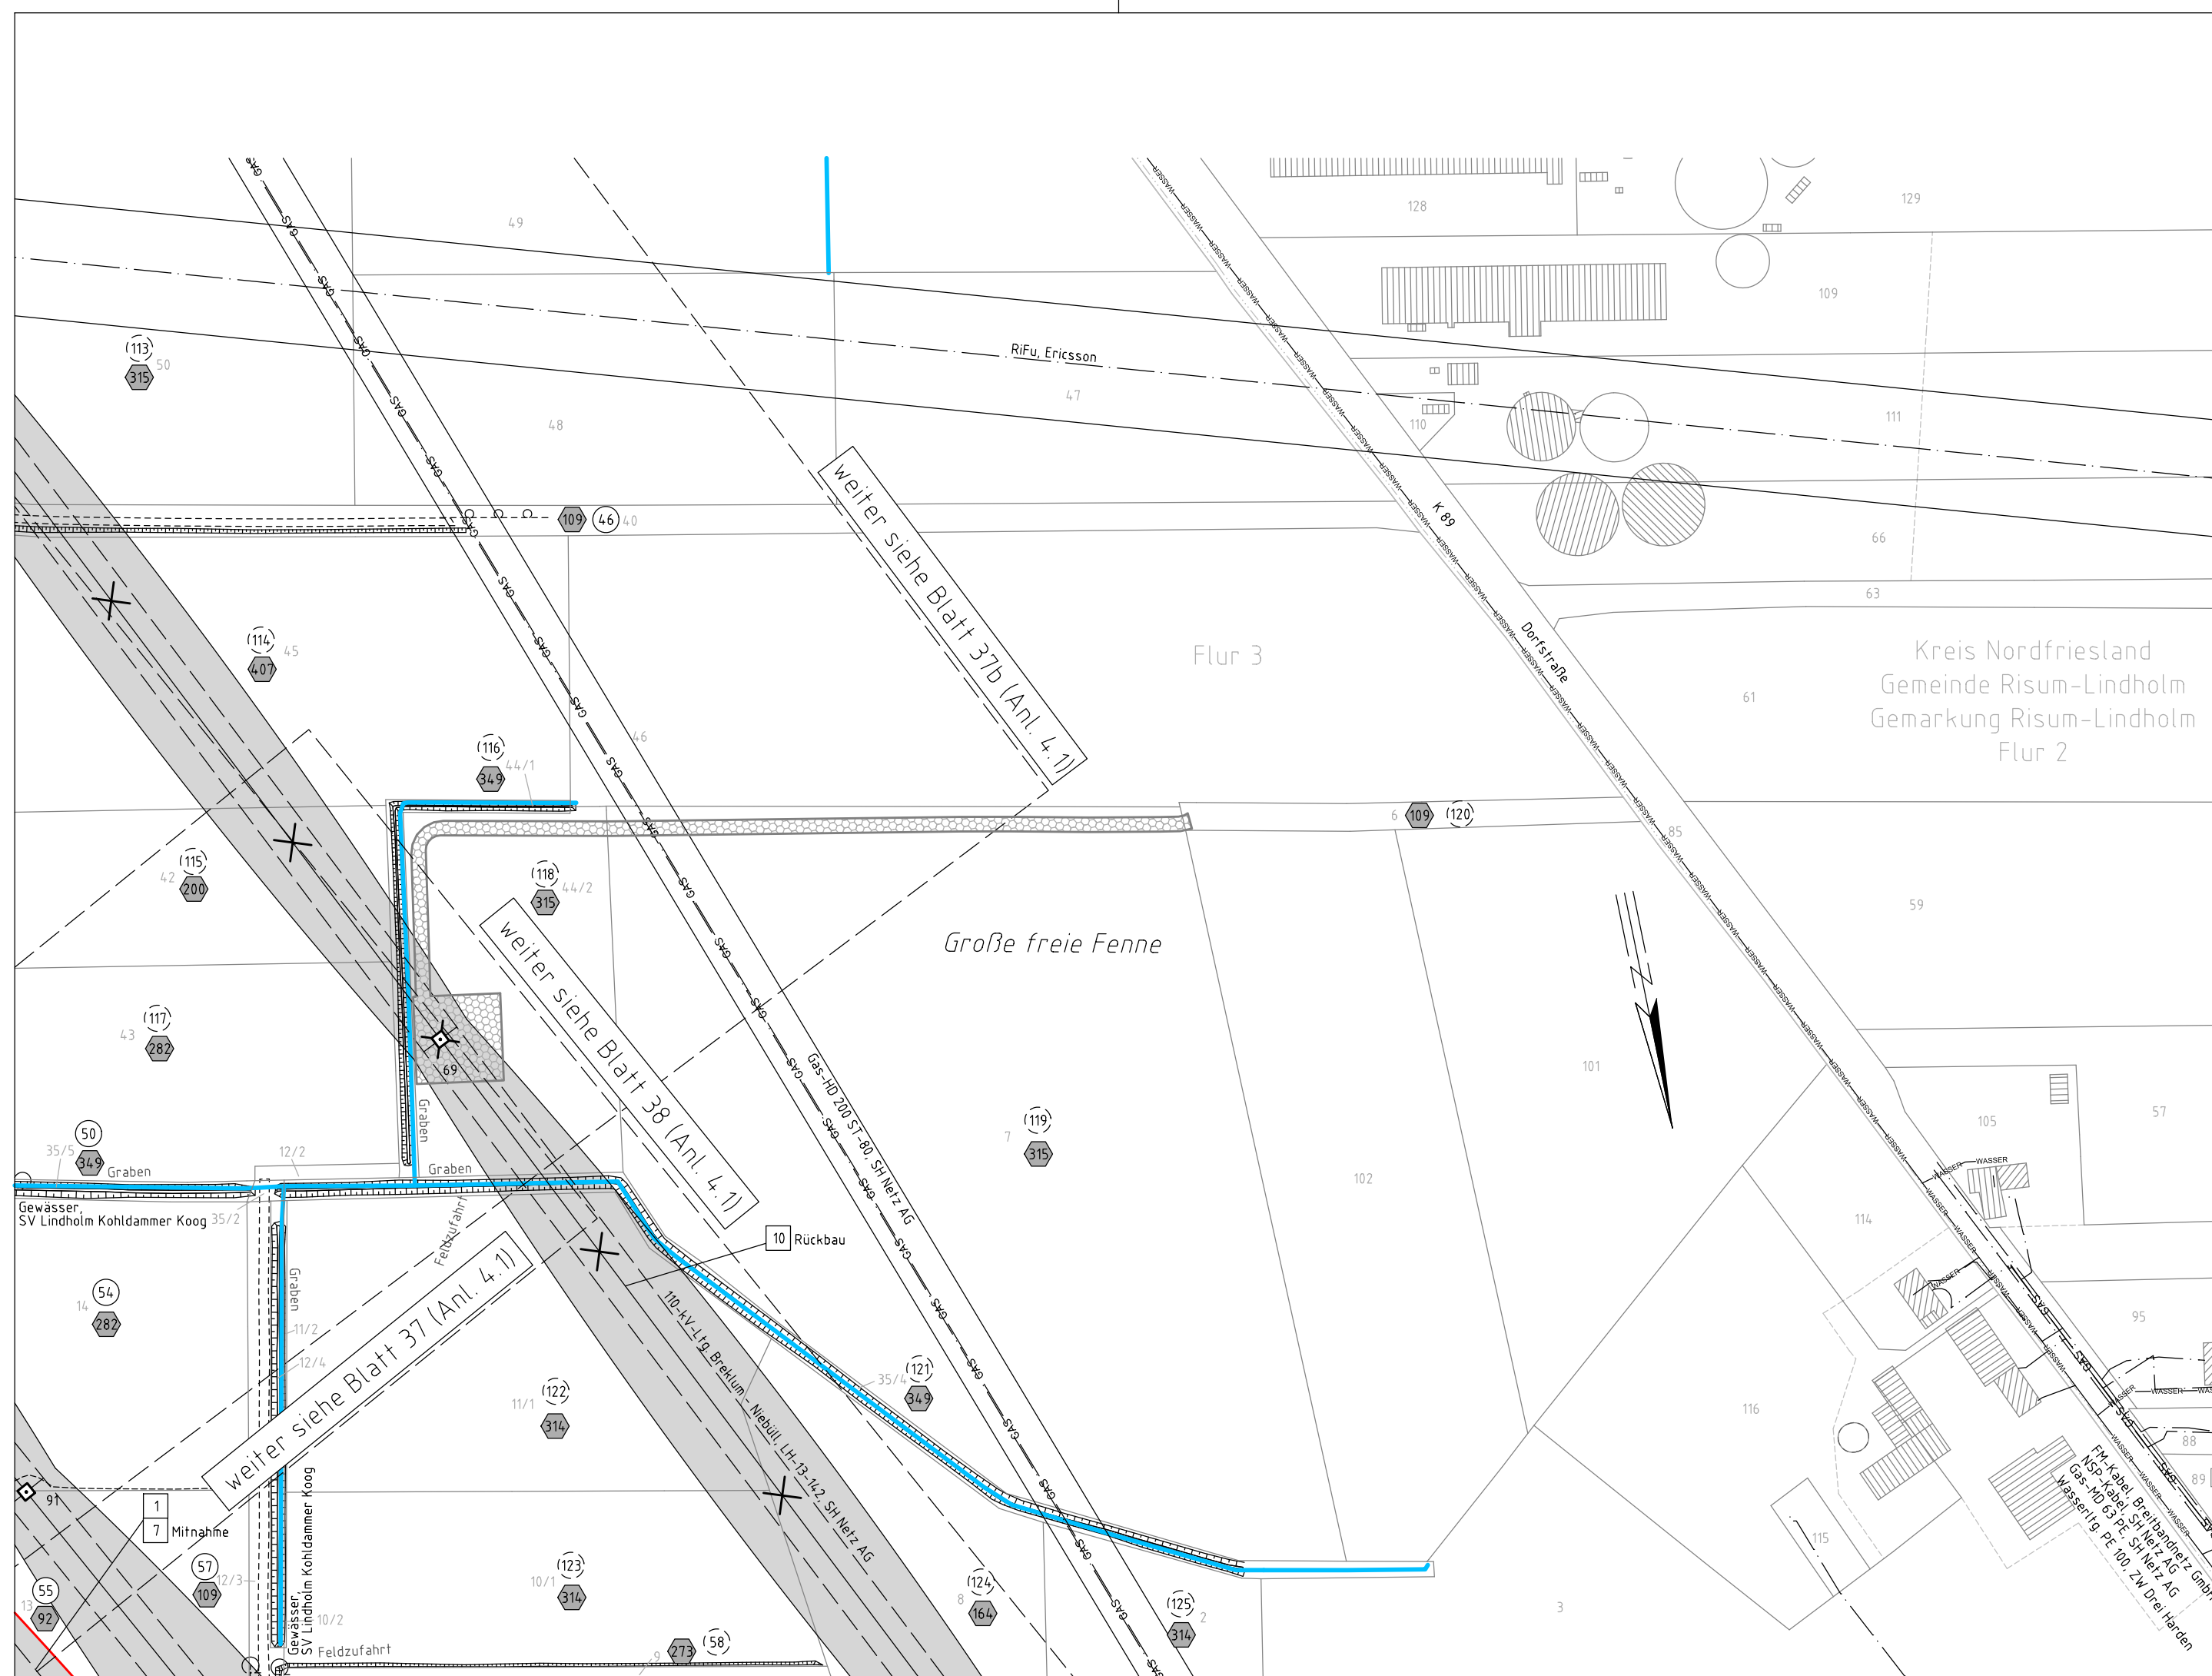 128
129
49
109
RiFu, Ericsson
(113)
50
315
47
48
110
111
109
46
40
K 89
66
63
weiter siehe Blatt 37b (Anl. 4.1)
Flur 3
Dorfstraße
Kreis Nordfriesland
Gemeinde Risum-Lindholm
Gemarkung Risum-Lindholm
Flur 2
61
(114)
45
407
46
(116)
349
44/1
6
109
(120)
85
(115)
42
200
(118)
315
44/2
59
Große freie Fenne
weiter siehe Blatt 38 (Anl. 4.1)
(117)
43
282
69
Graben
Gas-HD 200 ST-80, SH Netz AG
101
105
57
(119)
7
315
50
35/5
349
Graben
12/2
Graben
102
Gewässer,
SV Lindholm Kohldammer Koog
35/2
Feldzufahrt
114
10 Rückbau
54
14
282
Graben
11/2
12/4
weiter siehe Blatt 37 (Anl. 4.1)
110-kV-Ltg. Breklum - Niebüll, LH-13-142, SH Netz AG
95
(122)
11/1
314
35/4
(121)
349
116
88
89
FM-Kabel, Breitbandnetz GmbH
NSP-Kabel, SH Netz AG
Gas-MD 63 PE, SH Netz AG
Wasserltg. PE 100, ZW Drei Harden
91
1
7 Mitnahme
115
57
109
12/3
55
13
92
Gewässer,
SV Lindholm Kohldammer Koog
10/2
(123)
10/1
314
(124)
8
164
(125)
2
314
3
Feldzufahrt
9
273
(58)
GAS
WASSER